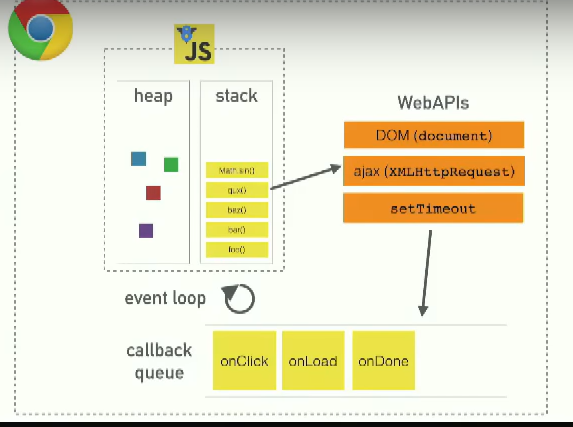 JS
heap
stack
WebAPIs
DOM (document)
ajax (XMLHttpRequest)
setTimeout
Math.sin()
qux()
baz()
bar()
foo()
event loop
callback
queue
onClick
onLoad
onDone